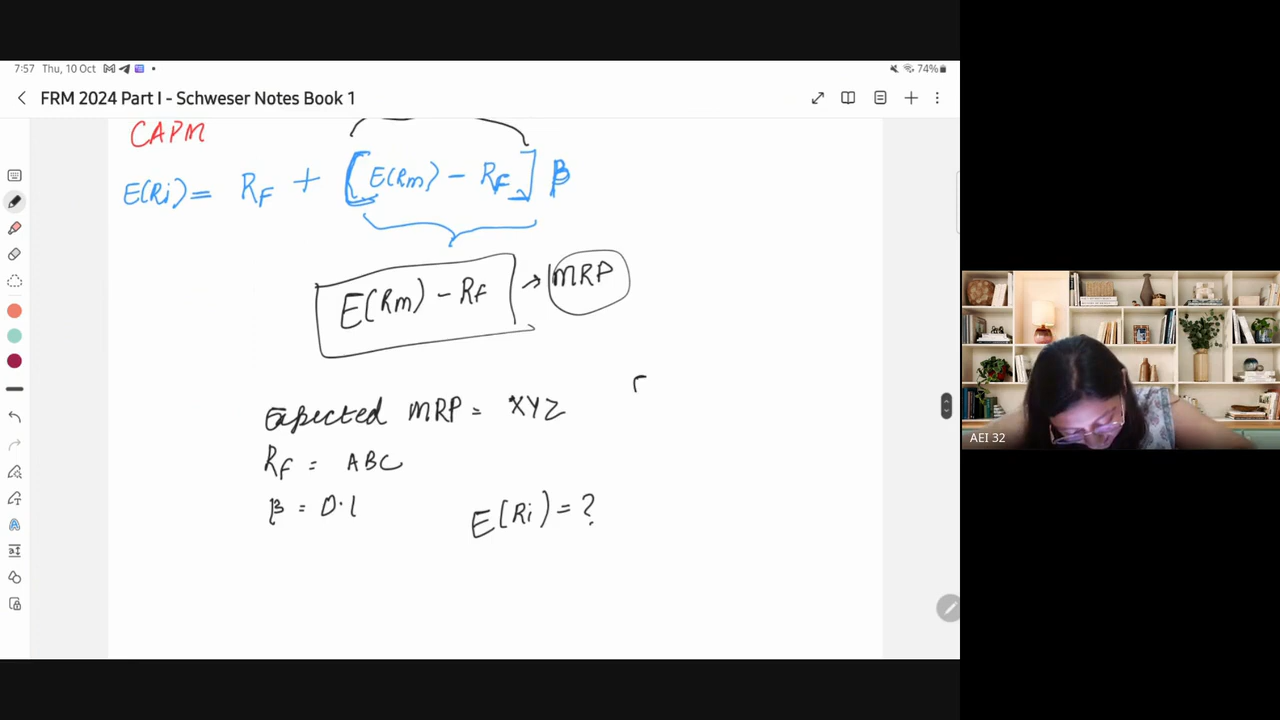 7:57 Thu, 10 Oct
74%
FRM 2024 Part I - Schweser Notes Book 1
CAPM
E(Ri) = RF + [E(Rm) - RF] β
E(Rm) - RF → MRP
Expected MRP = XYZ
RF = ABC
β = 0.1
E(Ri) = ?
AEI 32